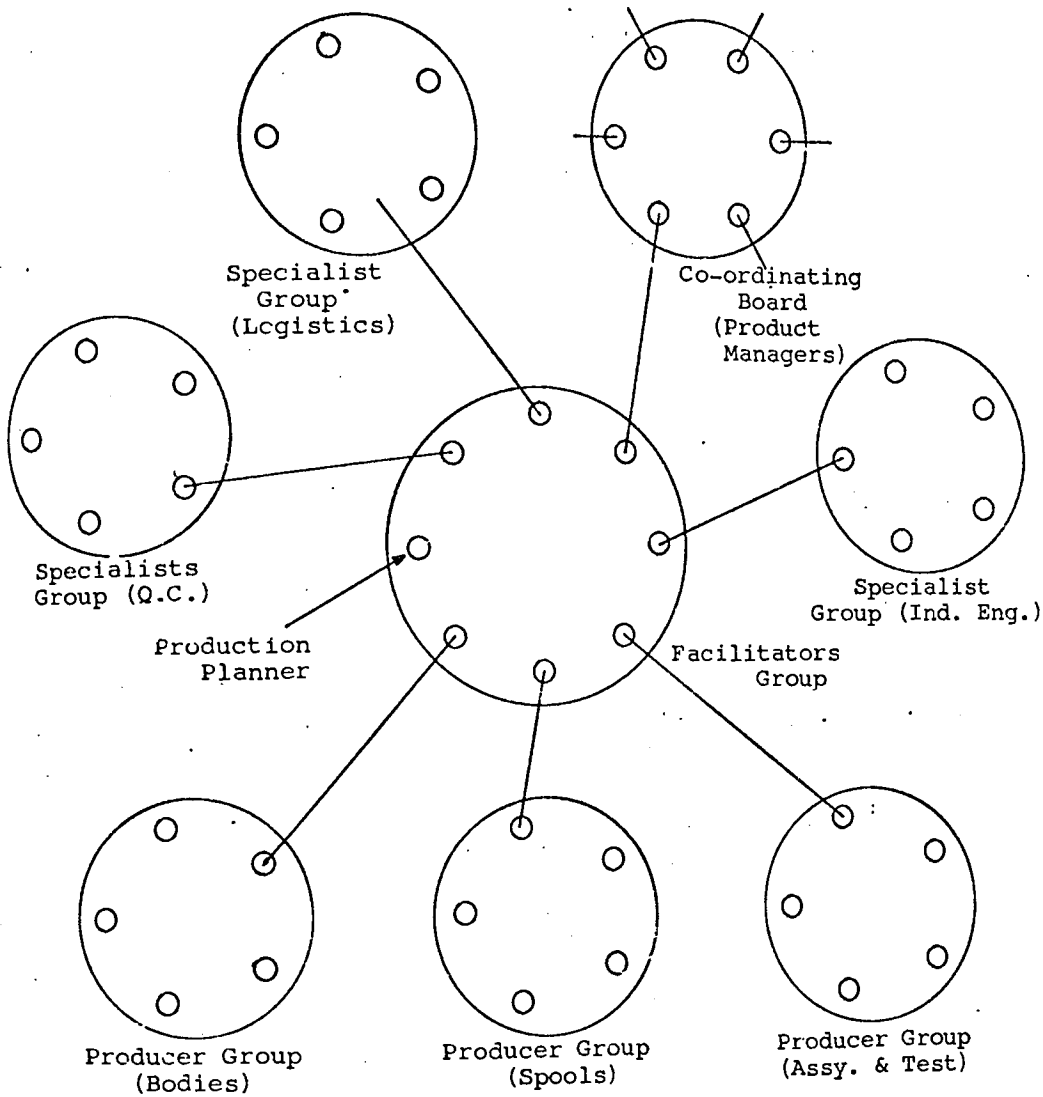 Specialist
Group
(Lcgistics)
Co-ordinating
Board
(Product
Managers)
Specialists
Group (Q.C.)
Specialist
Group (Ind. Eng.)
Production
Planner
Facilitators
Group
Producer Group
(Bodies)
Producer Group
(Spools)
Producer Group
(Assy. & Test)